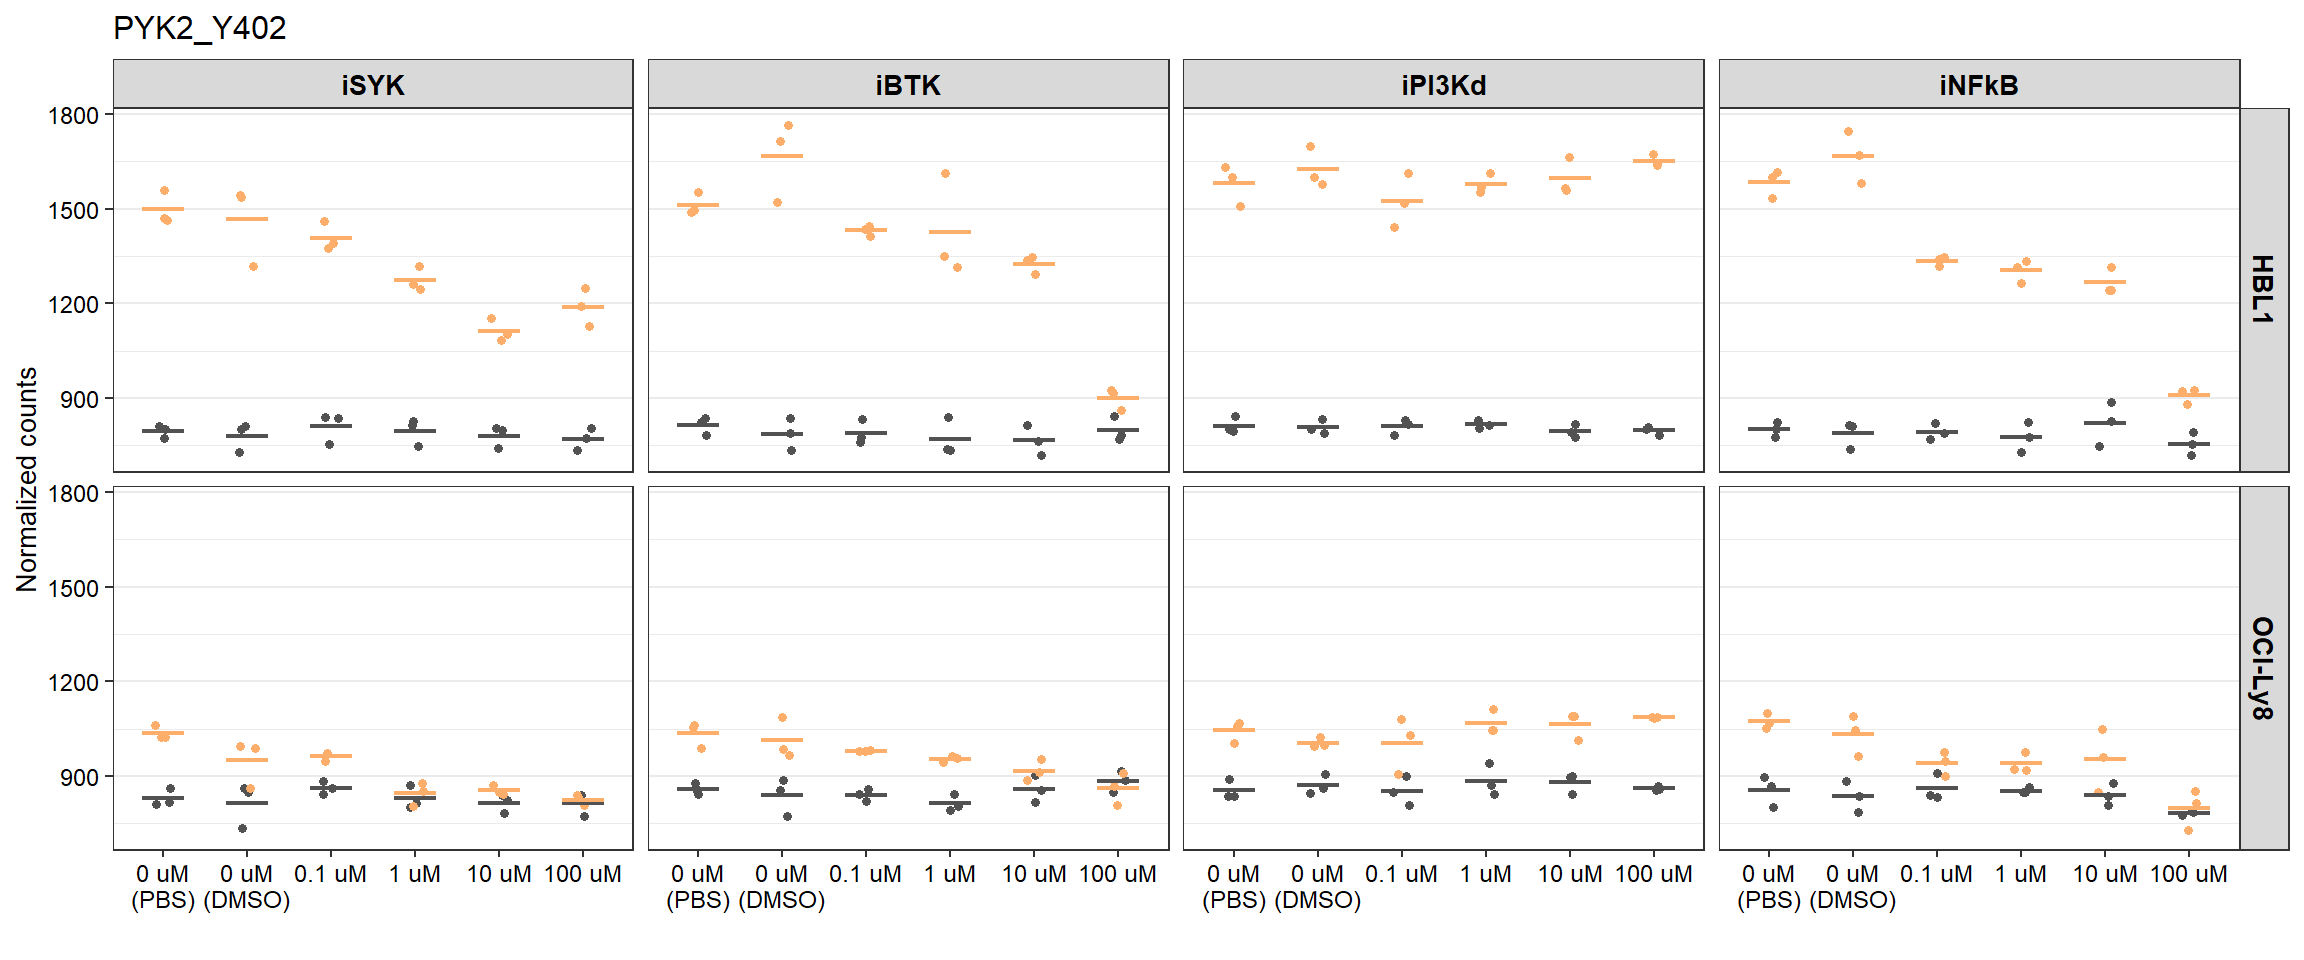 PYK2_Y402
iSYK
iBTK
iPI3Kd
iNFkB
Normalized counts
1800
1500
1200
900
HBL1
1800
1500
1200
900
OCI-Ly8
0 uM (PBS)
0 uM (DMSO)
0.1 uM
1 uM
10 uM
100 uM
0 uM (PBS)
0 uM (DMSO)
0.1 uM
1 uM
10 uM
100 uM
0 uM (PBS)
0 uM (DMSO)
0.1 uM
1 uM
10 uM
100 uM
0 uM (PBS)
0 uM (DMSO)
0.1 uM
1 uM
10 uM
100 uM